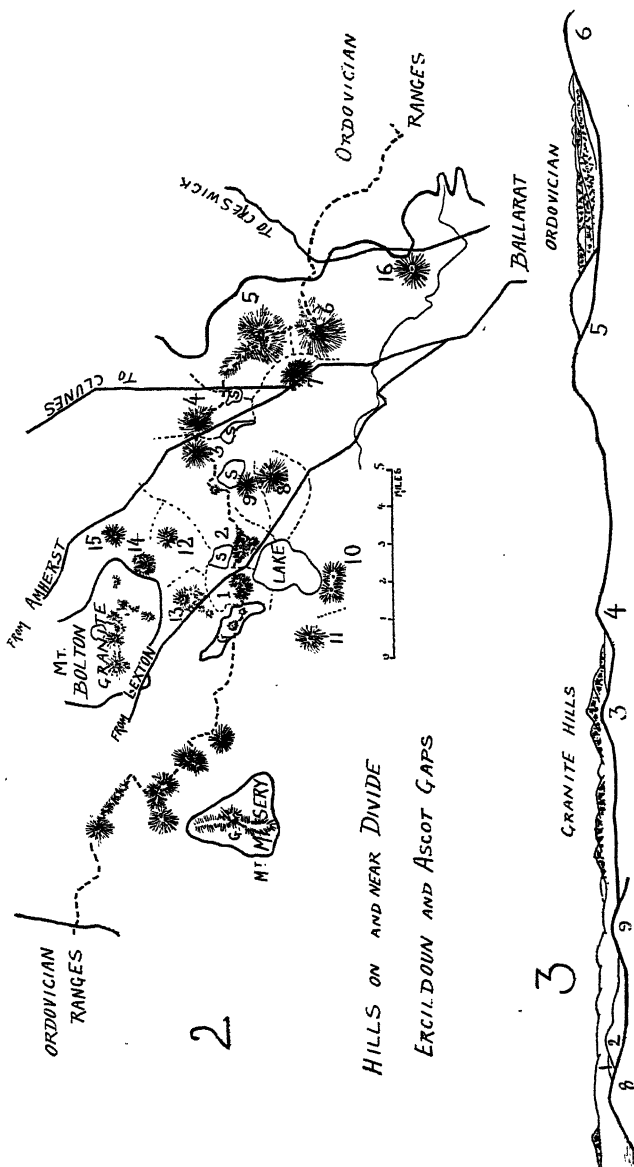 ORDOVICIAN
RANGES
MT.
BOLTON
GRANITE
FROM AMHERST
FROM LEXTON
TO CLUNES
TO CRESWICK
ORDOVICIAN
RANGES
15
14
12
13
4
3
5
6
7
16
S
S
S
S
9
8
1
2
LAKE
10
11
G.
MT MISERY
BALLARAT
0 1 2 3 4 5
MILES
2
HILLS ON AND NEAR DIVIDE
ERCILDOUN AND ASCOT GAPS
3
GRANITE HILLS
ORDOVICIAN
8
1
2
9
3
4
5
6